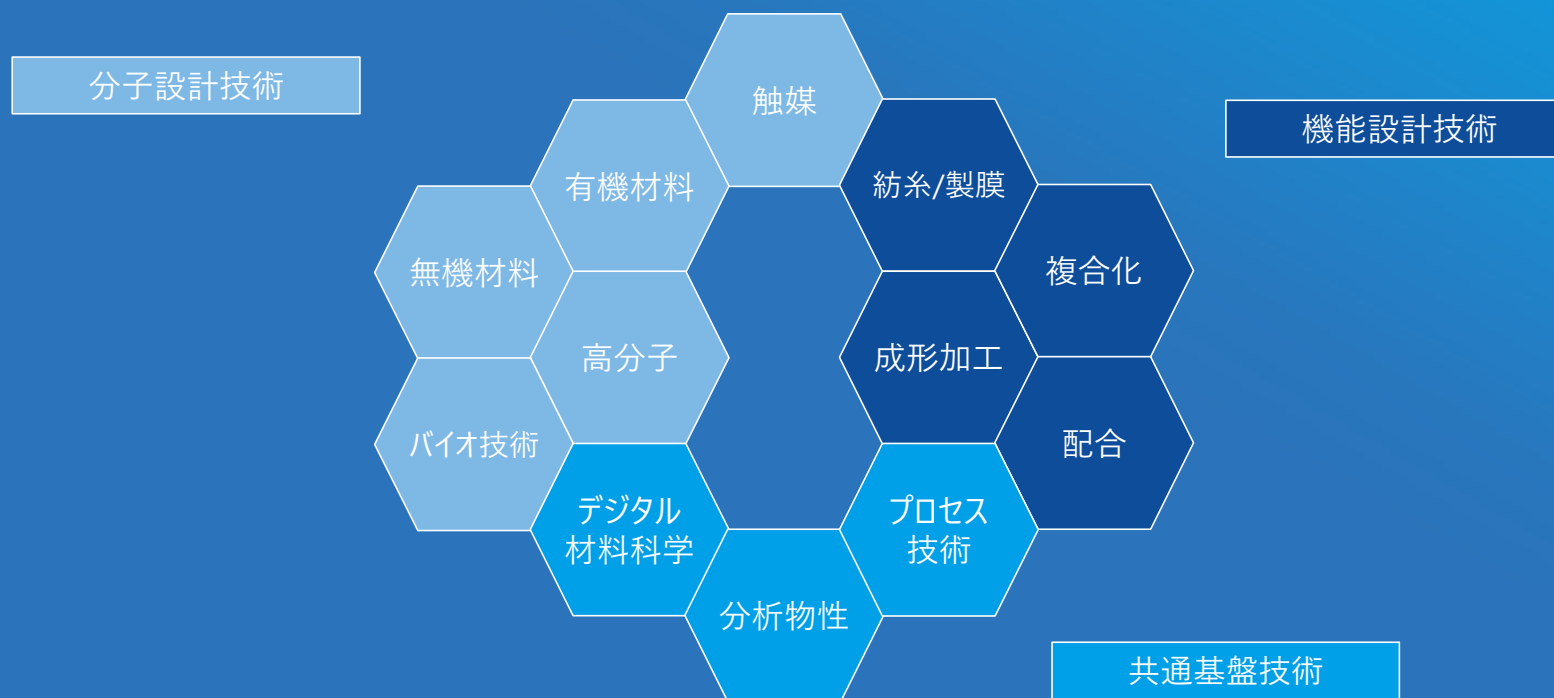 分子設計技術
触媒
機能設計技術
有機材料
紡糸/製膜
無機材料
複合化
高分子
成形加工
バイオ技術
配合
デジタル
材料科学
プロセス
技術
分析物性
共通基盤技術